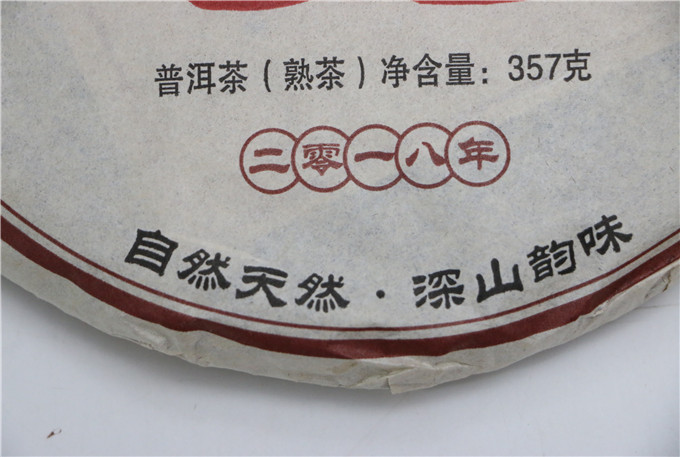 普洱茶（熟茶）净含量：357克
二零一八年
自然天然·深山韵味